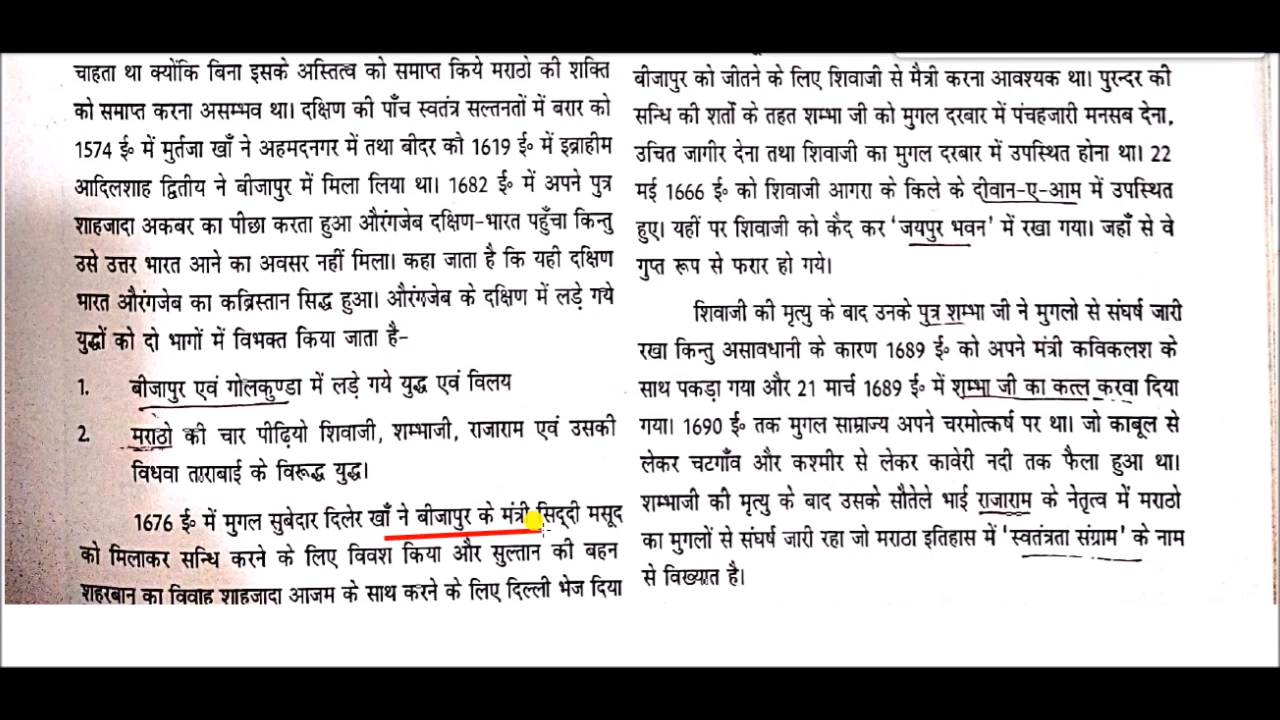 चाहता था क्योंकि बिना इसके अस्तित्व को समाप्त किये मराठो की शक्ति
को समाप्त करना असम्भव था। दक्षिण की पाँच स्वतंत्र सल्तनतों में बरार को
1574 ई॰ में मुर्तजा खाँ ने अहमदनगर में तथा बीदर को 1619 ई॰ में इब्राहीम
आदिलशाह द्वितीय ने बीजापुर में मिला लिया था। 1682 ई॰ में अपने पुत्र
शाहजादा अकबर का पीछा करता हुआ औरंगजेब दक्षिण-भारत पहुँचा किन्तु
उसे उत्तर भारत आने का अवसर नहीं मिला। कहा जाता है कि यही दक्षिण
भारत औरंगजेब का कब्रिस्तान सिद्ध हुआ। औरंगजेब के दक्षिण में लड़े गये
युद्धों को दो भागों में विभक्त किया जाता है-
1. बीजापुर एवं गोलकुण्डा में लड़े गये युद्ध एवं विलय
2. मराठो की चार पीढ़ियो शिवाजी, शम्भाजी, राजाराम एवं उसकी
विधवा ताराबाई के विरूद्ध युद्ध।
1676 ई॰ में मुगल सुबेदार दिलेर खाँ ने बीजापुर के मंत्री सिद्दी मसूद
को मिलाकर सन्धि करने के लिए विवश किया और सुल्तान की बहन
शहरबान का विवाह शाहजादा आजम के साथ करने के लिए दिल्ली भेज दिया
बीजापुर को जीतने के लिए शिवाजी से मैत्री करना आवश्यक था। पुरन्दर की
सन्धि की शर्तो के तहत शम्भा जी को मुगल दरबार में पंचहजारी मनसब देना,
उचित जागीर देना तथा शिवाजी का मुगल दरबार में उपस्थित होना था। 22
मई 1666 ई॰ को शिवाजी आगरा के किले के दीवान-ए-आम में उपस्थित
हुए। यहीं पर शिवाजी को कैद कर 'जयपुर भवन' में रखा गया। जहाँ से वे
गुप्त रूप से फरार हो गये।
शिवाजी की मृत्यु के बाद उनके पुत्र शम्भा जी ने मुगलो से संघर्ष जारी
रखा किन्तु असावधानी के कारण 1689 ई॰ को अपने मंत्री कविकलश के
साथ पकड़ा गया और 21 मार्च 1689 ई॰ में शम्भा जी का कत्ल करवा दिया
गया। 1690 ई॰ तक मुगल साम्राज्य अपने चरमोत्कर्ष पर था। जो काबूल से
लेकर चटगाँव और कश्मीर से लेकर कावेरी नदी तक फैला हुआ था।
शम्भाजी की मृत्यु के बाद उसके सौतेले भाई राजाराम के नेतृत्व में मराठो
का मुगलों से संघर्ष जारी रहा जो मराठा इतिहास में 'स्वतंत्रता संग्राम' के नाम
से विख्यात है।